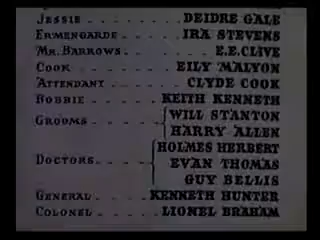 Jessie . . . . . . . . Deidre Gale
Ermengarde . . . . . Ira Stevens
Mr. Barrows . . . . . . . E.E. Clive
Cook . . . . . . . . Eily Malyon
Attendant . . . . . . Clyde Cook
Bobbie . . . . . . Keith Kenneth
Grooms . . . . . { Will Stanton
Harry Allen
Doctors . . . . { Holmes Herbert
Evan Thomas
Guy Bellis
General . . . . . Kenneth Hunter
Colonel . . . . . Lionel Braham